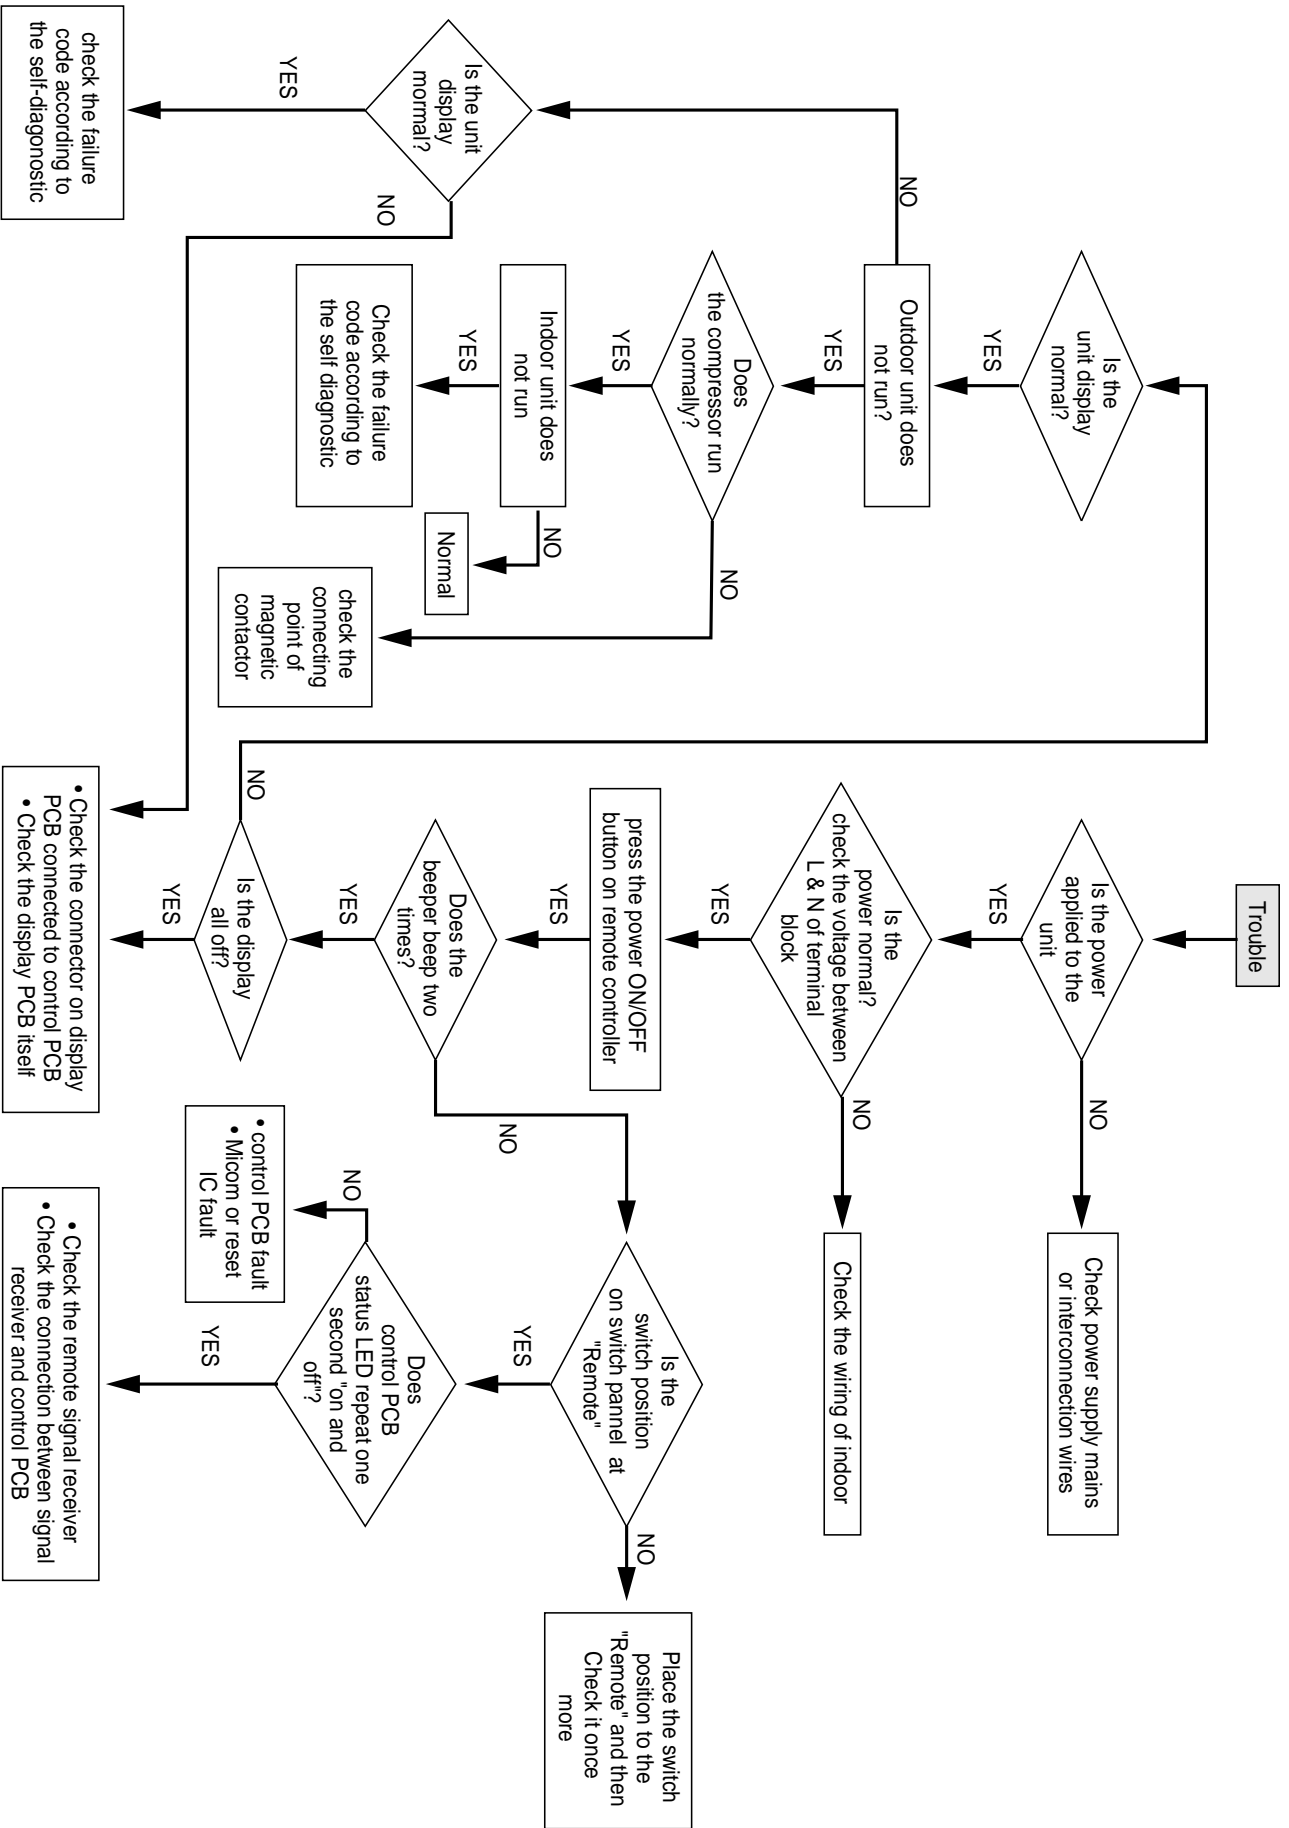 Trouble
Is the power
applied to the
unit
NO
Check power supply mains
or interconnection wires
YES
Is the
power normal?
check the voltage between
L & N of terminal
block
NO
Check the wiring of indoor
YES
press the power ON/OFF
button on remote controller
YES
Does the
beeper beep two
times?
NO
Is the
switch position
on switch pannel at
"Remote"
NO
Place the switch
position to the
"Remote" and then
Check it once
more
YES
Does
control PCB
status LED repeat one
second "on and
off"?
NO
• control PCB fault
• Micom or reset
IC fault
YES
• Check the remote signal receiver
• Check the connection between signal
receiver and control PCB
YES
Is the display
all off?
NO
YES
• Check the connector on display
PCB connected to control PCB
• Check the display PCB itself
Is the
unit display
normal?
YES
Outdoor unit does
not run?
NO
YES
Does
the compressor run
normally?
NO
check the
connecting
point of
magnetic
contactor
YES
Indoor unit does
not run
NO
Normal
YES
Check the failure
code according to
the self diagnostic
Is the unit
display
mormal?
NO
YES
check the failure
code according to
the self-diagonostic